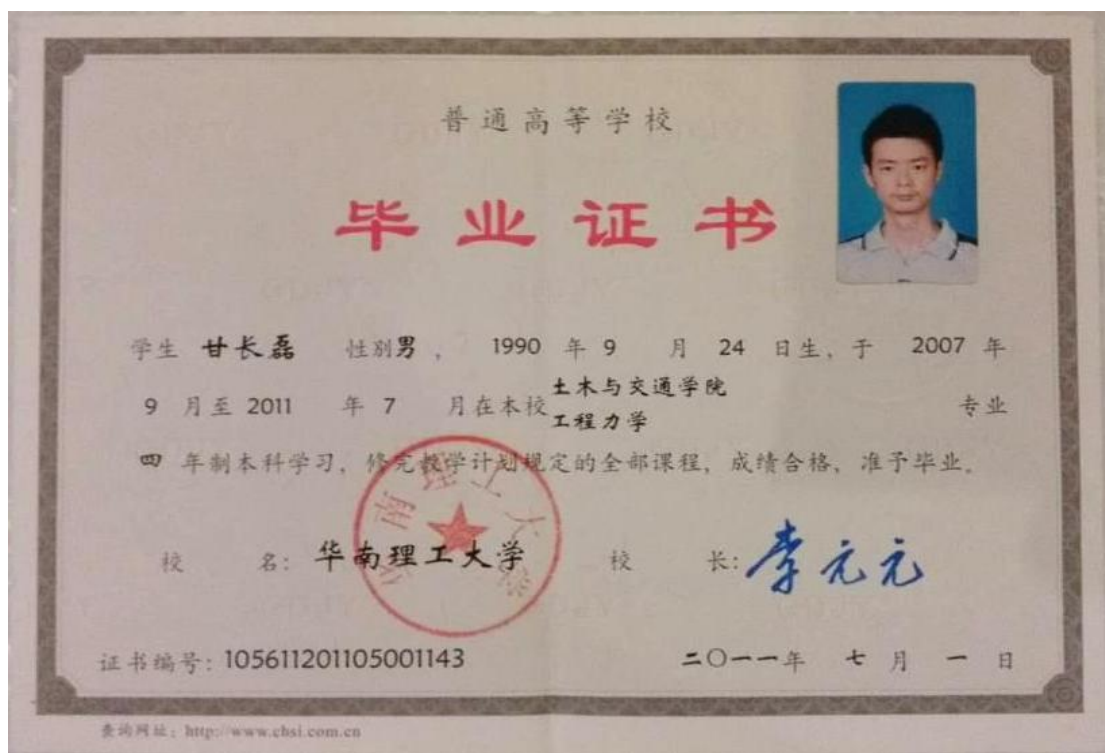 普通高等学校
毕业证书
学生 甘长磊 性别 男 ， 1990 年 9 月 24 日生，于 2007 年
9 月至 2011 年 7 月在本校 土木与交通学院 工程力学 专业
四 年制本科学习，修完教学计划规定的全部课程，成绩合格，准予毕业。
华南理工大学
校 名：华南理工大学 校 长：李元元
证书编号：105611201105001143 二〇一一年 七 月 一 日
查询网址：http://www.chsi.com.cn